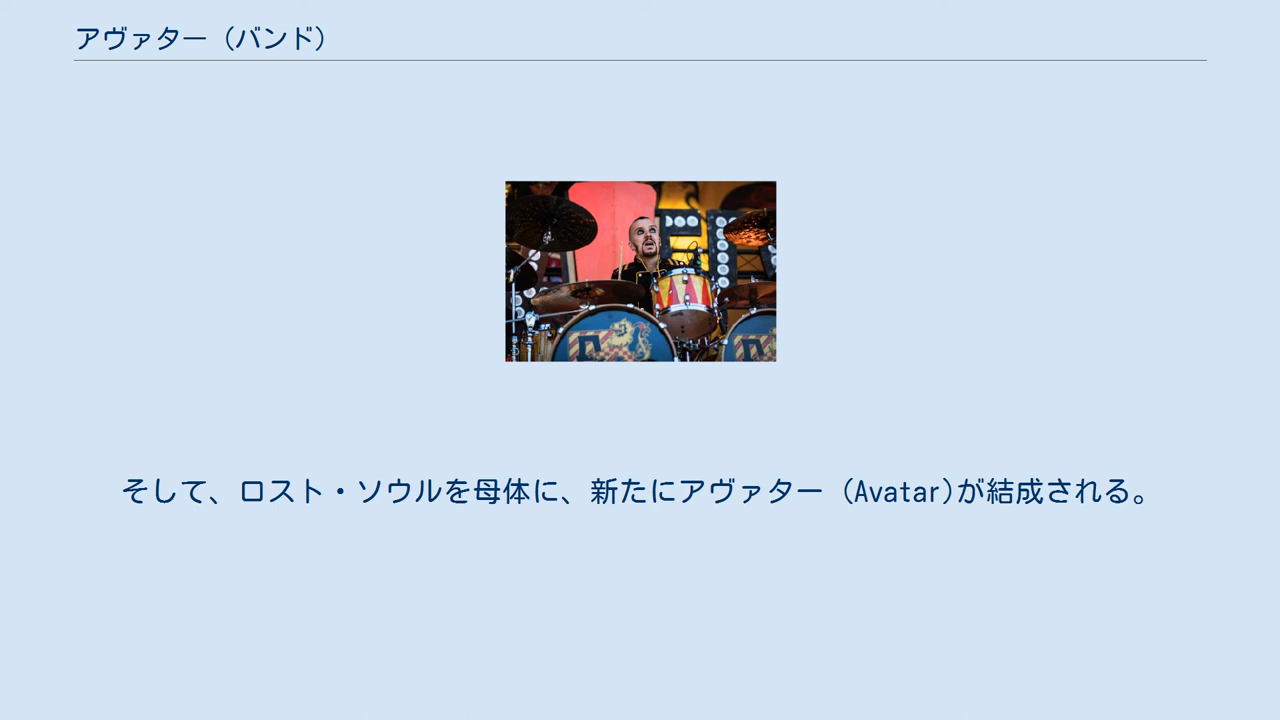 アヴァター（バンド）
そして、ロスト・ソウルを母体に、新たにアヴァター（Avatar)が結成される。